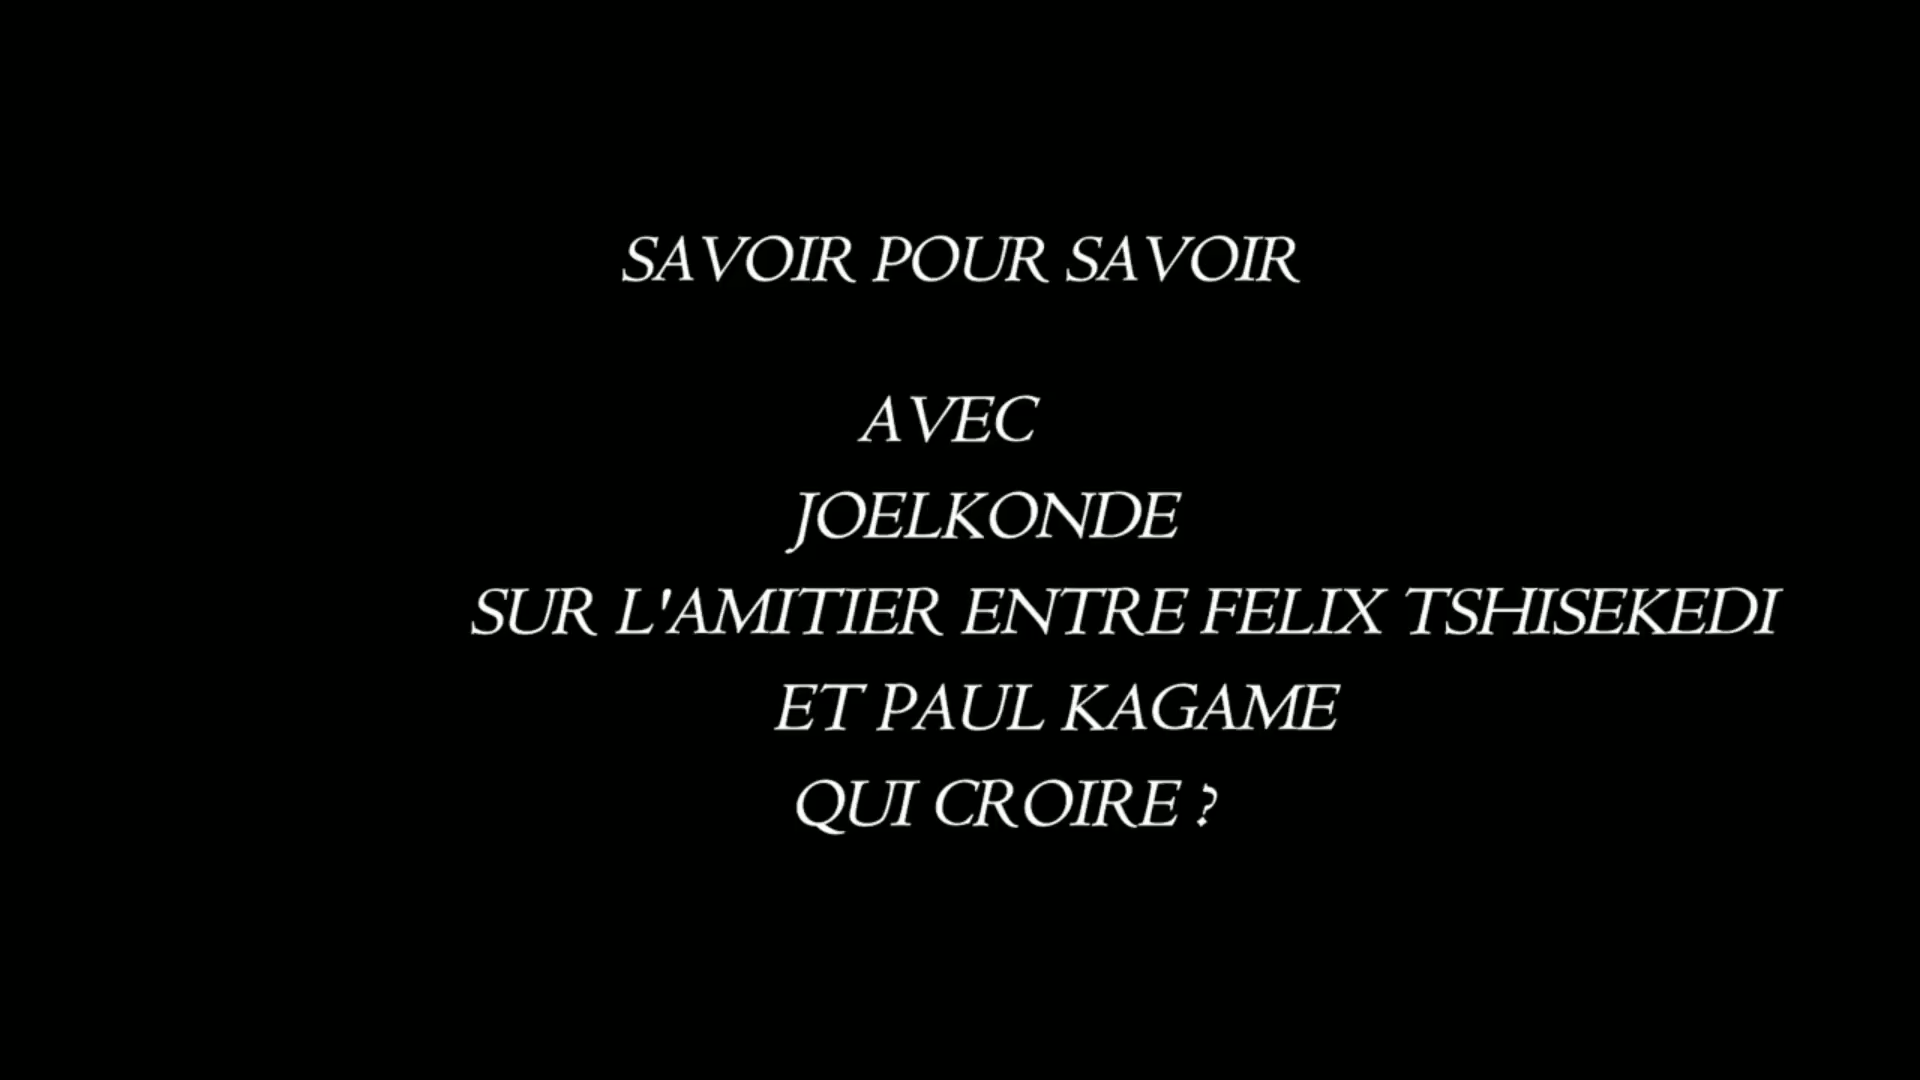 SAVOIR POUR SAVOIR
AVEC
JOELKONDE
SUR L'AMITIER ENTRE FELIX TSHISEKEDI
ET PAUL KAGAME
QUI CROIRE ?